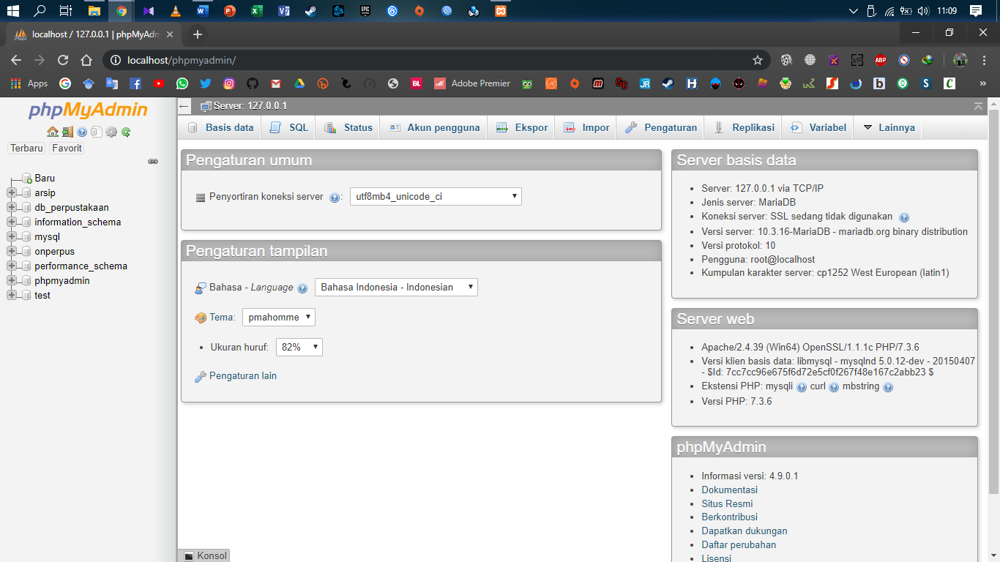 11:09
localhost / 127.0.0.1 | phpMyAdm
localhost/phpmyadmin/
ABP
Apps
BL
Adobe Premier
JR
H
b
S
C
»
phpMyAdmin
Terbaru Favorit
Baru
arsip
db_perpustakaan
information_schema
mysql
onperpus
performance_schema
phpmyadmin
test
Server: 127.0.0.1
Basis data SQL Status Akun pengguna Ekspor Impor Pengaturan Replikasi Variabel Lainnya
Pengaturan umum
Penyortiran koneksi server : utf8mb4_unicode_ci
Pengaturan tampilan
Bahasa - Language Bahasa Indonesia - Indonesian
Tema: pmahomme
• Ukuran huruf: 82%
Pengaturan lain
Server basis data
• Server: 127.0.0.1 via TCP/IP
• Jenis server: MariaDB
• Koneksi server: SSL sedang tidak digunakan
• Versi server: 10.3.16-MariaDB - mariadb.org binary distribution
• Versi protokol: 10
• Pengguna: root@localhost
• Kumpulan karakter server: cp1252 West European (latin1)
Server web
• Apache/2.4.39 (Win64) OpenSSL/1.1.1c PHP/7.3.6
• Versi klien basis data: libmysql - mysqlnd 5.0.12-dev - 20150407
- $Id: 7cc7cc96e675f6d72e5cf0f267f48e167c2abb23 $
• Ekstensi PHP: mysqli curl mbstring
• Versi PHP: 7.3.6
phpMyAdmin
• Informasi versi: 4.9.0.1
• Dokumentasi
• Situs Resmi
• Berkontribusi
• Dapatkan dukungan
• Daftar perubahan
• Lisensi
Konsol